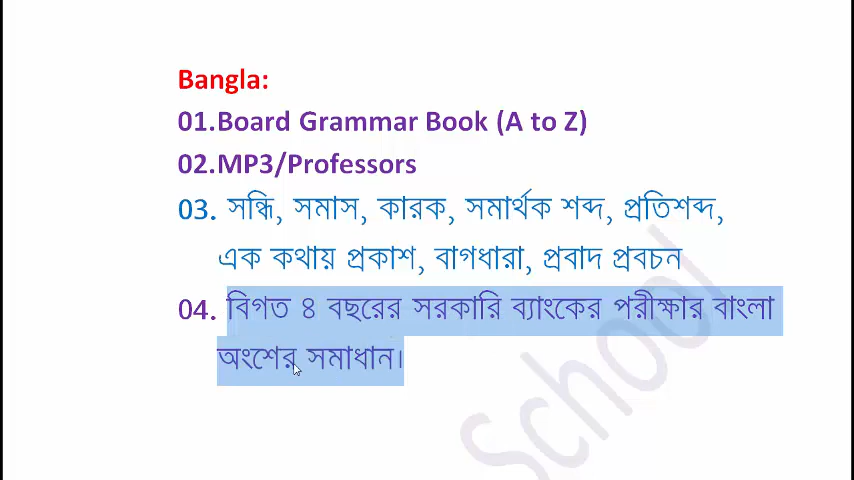 Bangla:
01.Board Grammar Book (A to Z)
02.MP3/Professors
03. সন্ধি, সমাস, কারক, সমার্থক শব্দ, প্রতিশব্দ,
এক কথায় প্রকাশ, বাগধারা, প্রবাদ প্রবচন
04. বিগত ৪ বছরের সরকারি ব্যাংকের পরীক্ষার বাংলা
অংশের সমাধান।
School